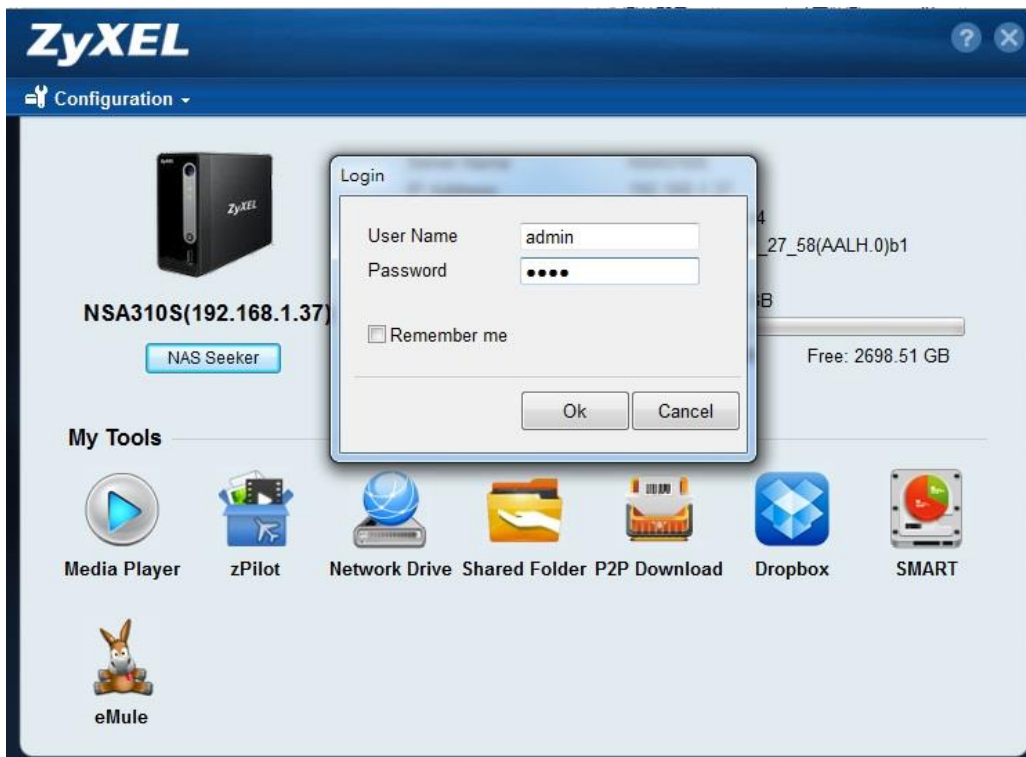 ZyXEL
Configuration
Login
User Name admin
Password ••••
Remember me
Ok Cancel
4
_27_58(AALH.0)b1
GB
Free: 2698.51 GB
ZyXEL
NSA310S(192.168.1.37)
NAS Seeker
My Tools
Media Player zPilot Network Drive Shared Folder P2P Download Dropbox SMART
eMule